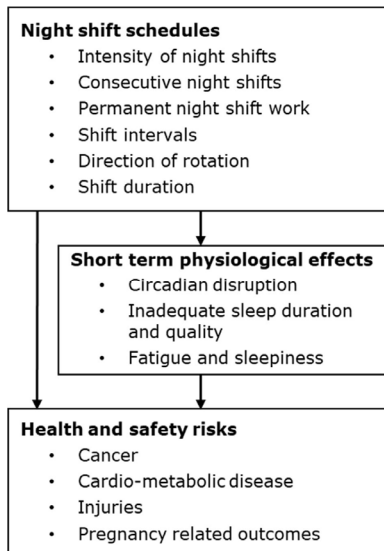 Night shift schedules
• Intensity of night shifts
• Consecutive night shifts
• Permanent night shift work
• Shift intervals
• Direction of rotation
• Shift duration
Short term physiological effects
• Circadian disruption
• Inadequate sleep duration
and quality
• Fatigue and sleepiness
Health and safety risks
• Cancer
• Cardio-metabolic disease
• Injuries
• Pregnancy related outcomes